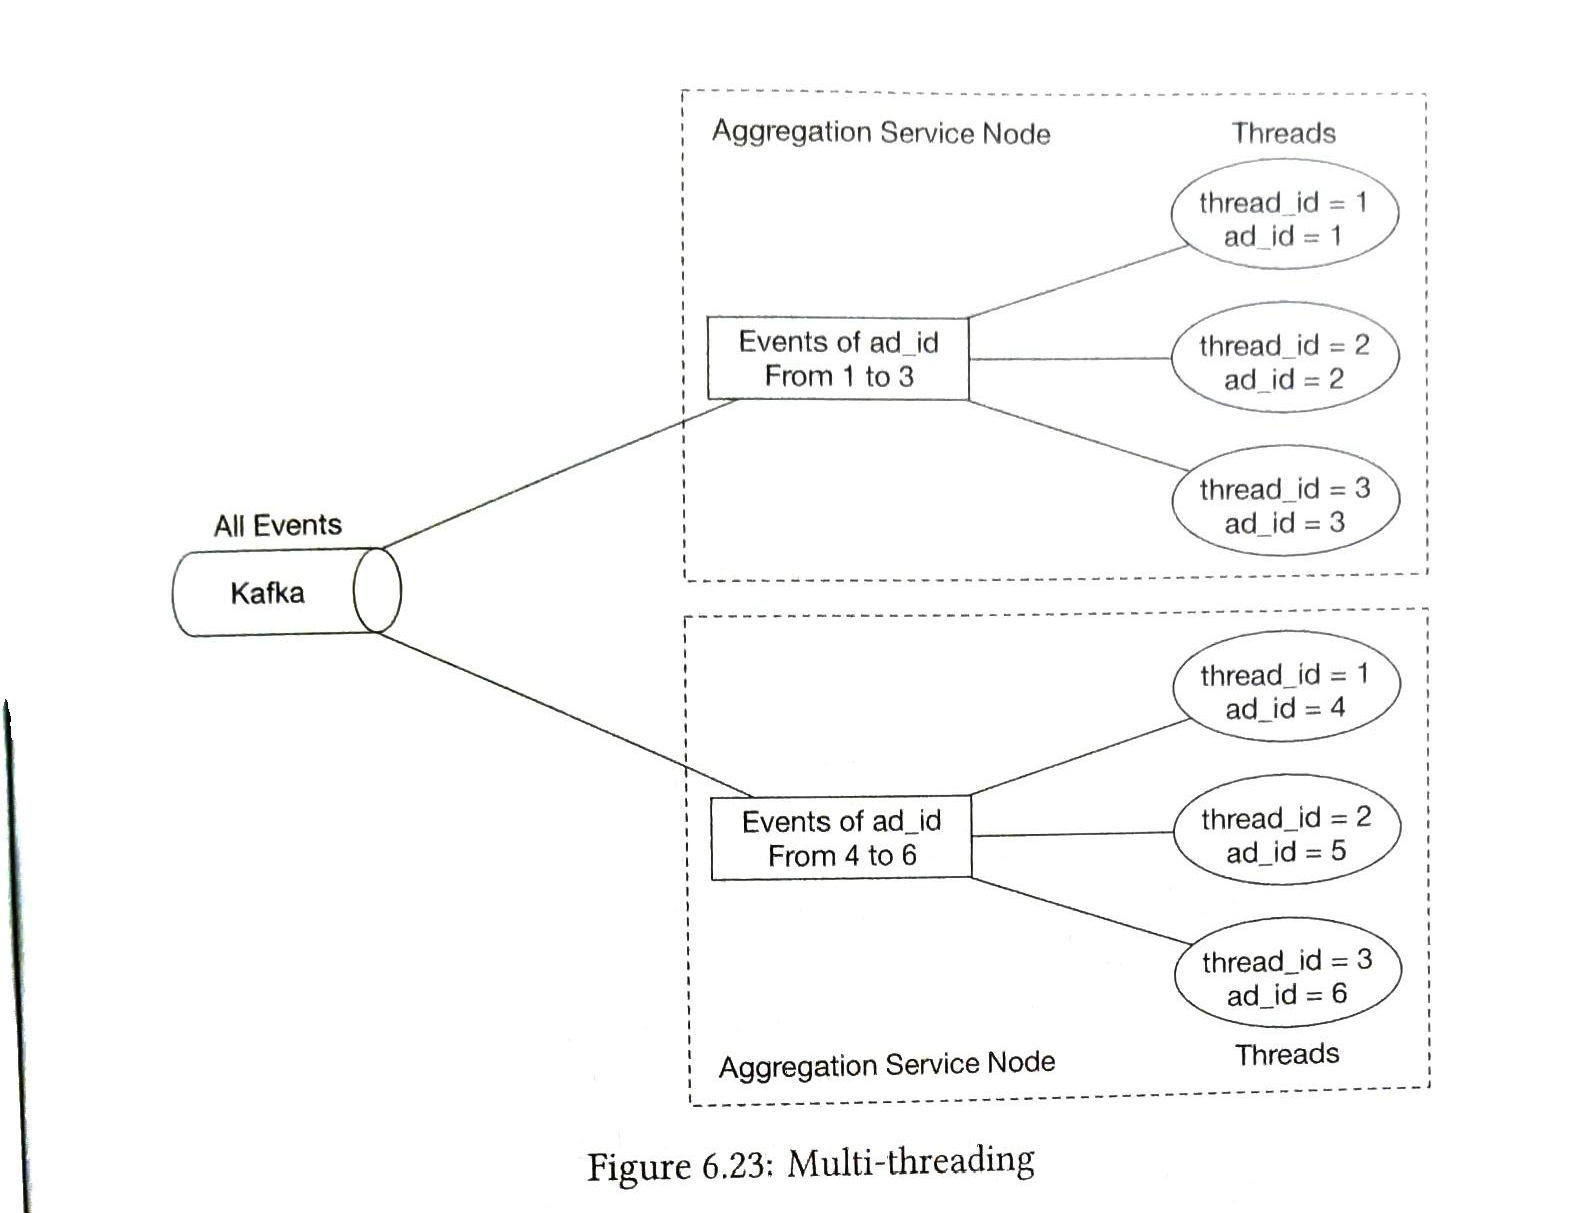 Aggregation Service Node
Threads
thread_id = 1
ad_id = 1
Events of ad_id
From 1 to 3
thread_id = 2
ad_id = 2
thread_id = 3
ad_id = 3
All Events
Kafka
thread_id = 1
ad_id = 4
Events of ad_id
From 4 to 6
thread_id = 2
ad_id = 5
thread_id = 3
ad_id = 6
Aggregation Service Node
Threads
Figure 6.23: Multi-threading